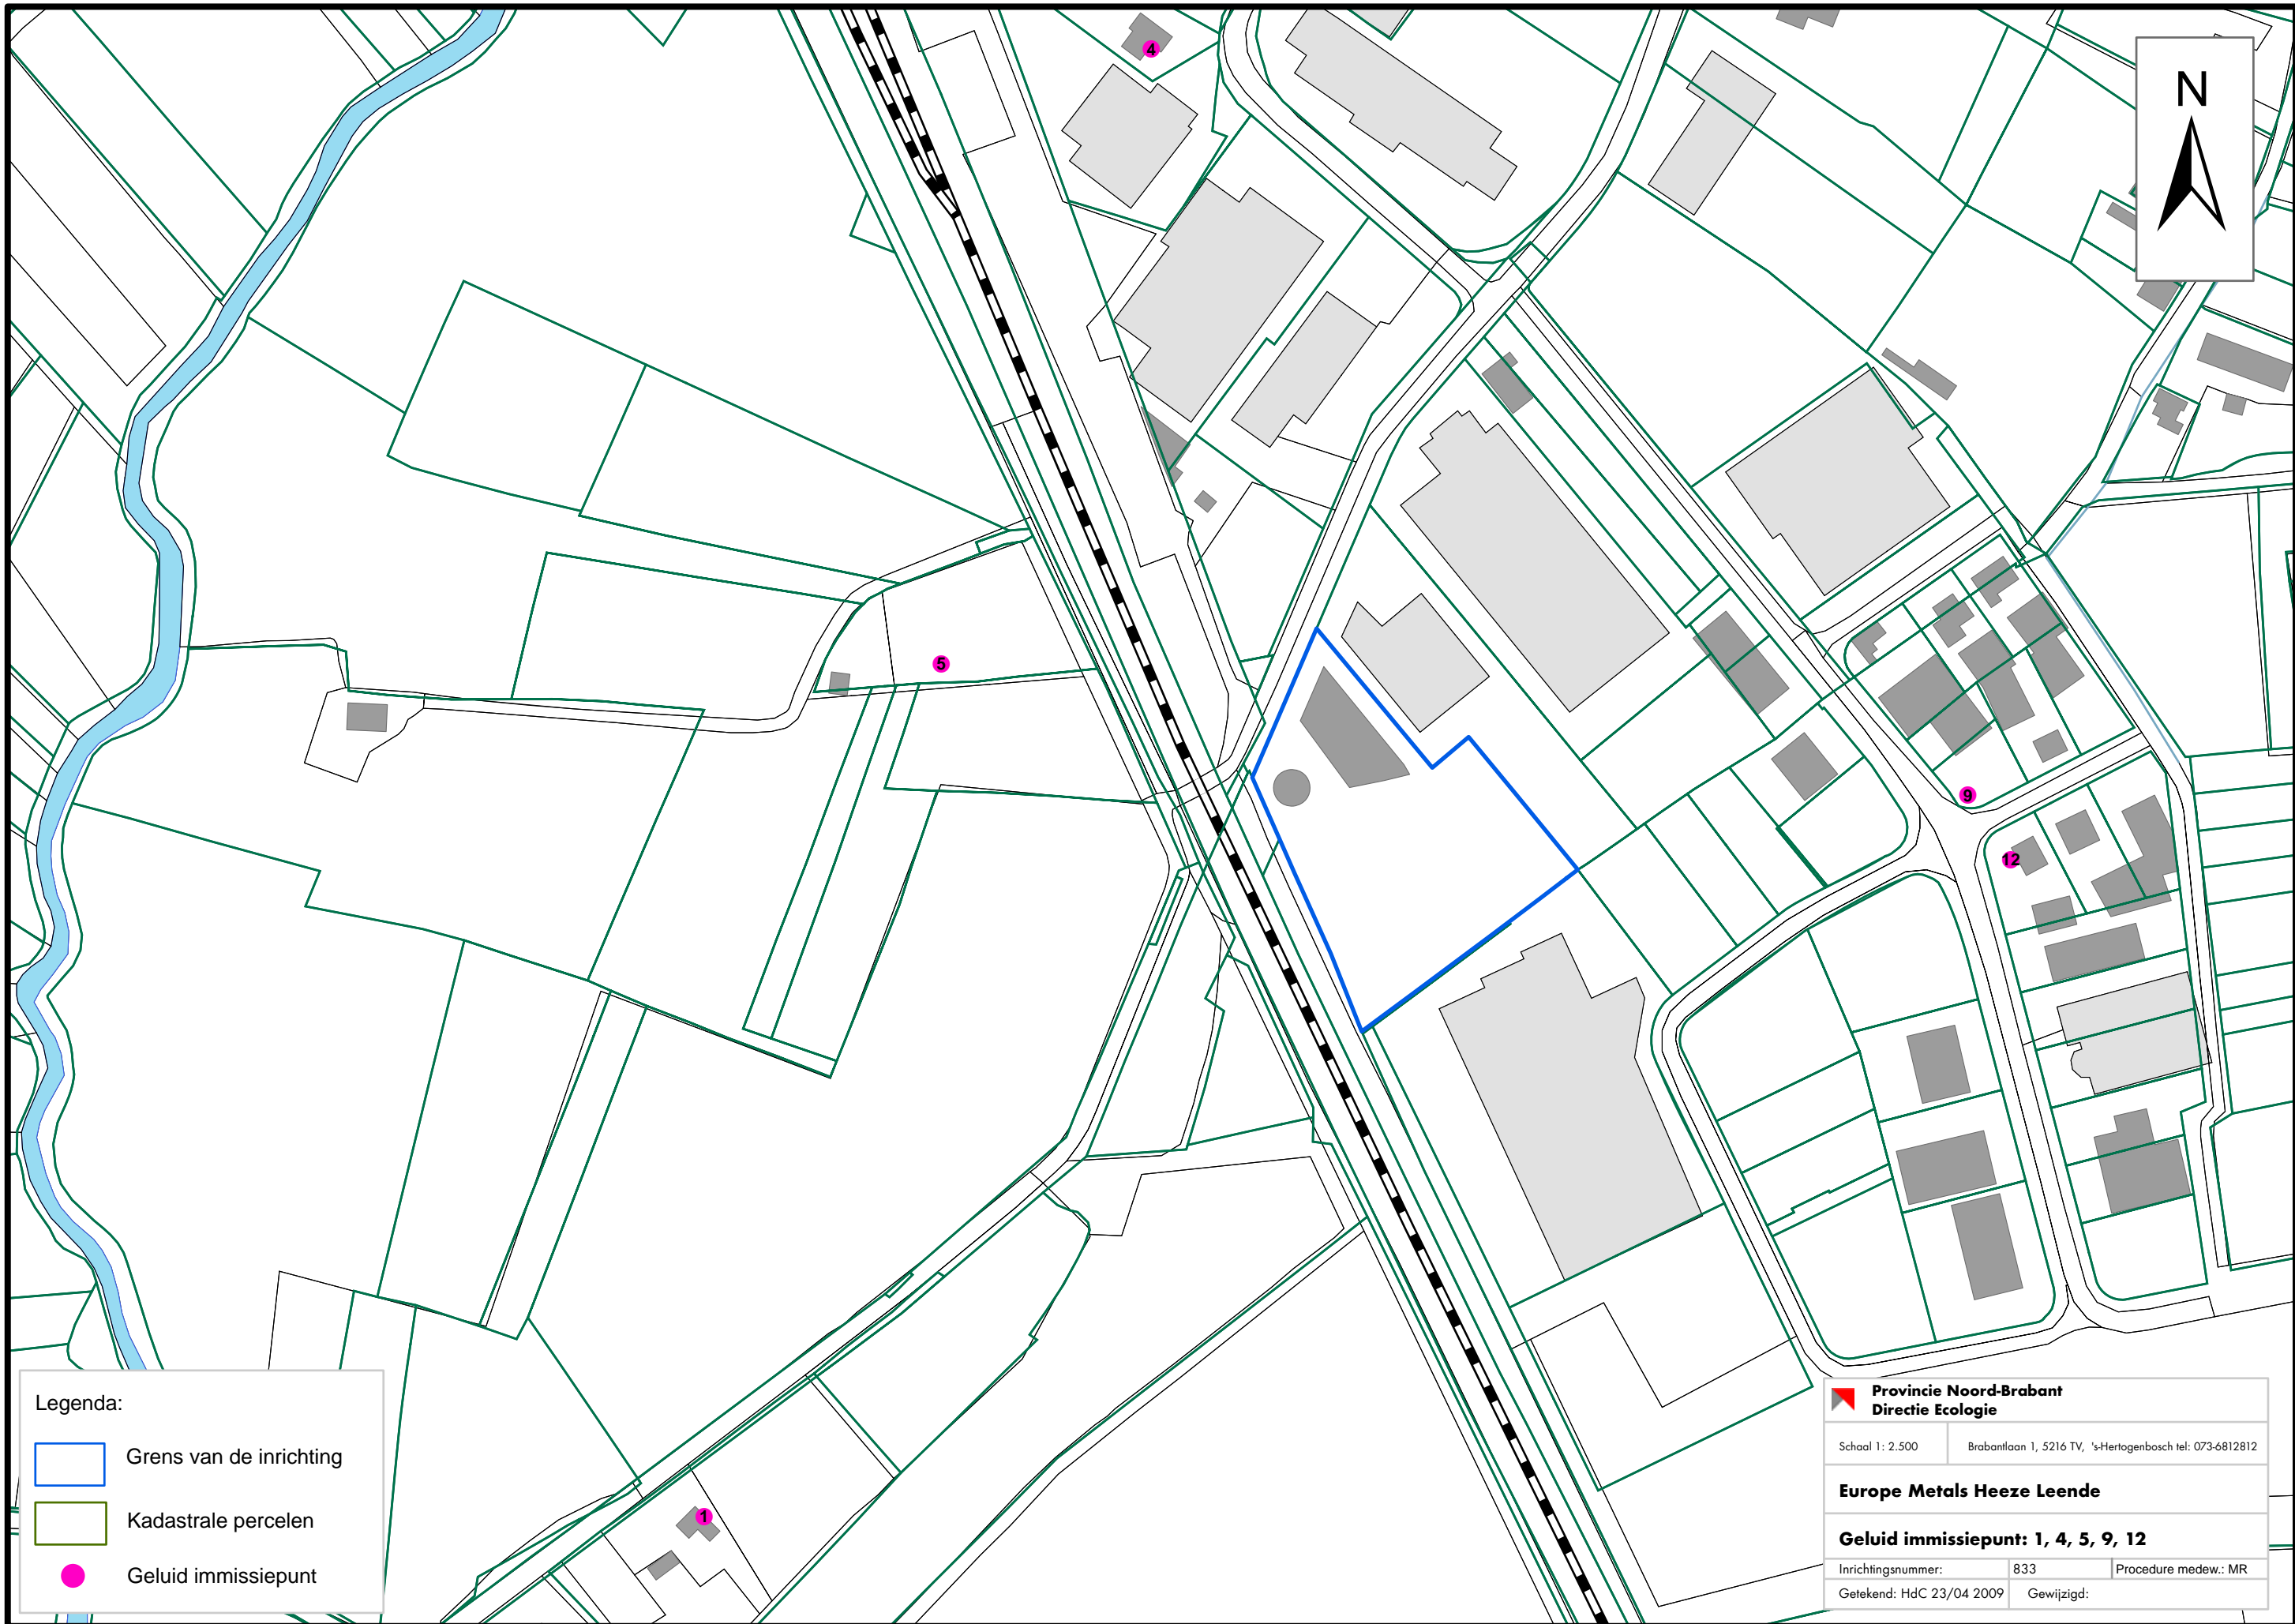 4
N
5
9
12
1
Legenda:
Grens van de inrichting
Kadastrale percelen
Geluid immissiepunt
Provincie Noord-Brabant
Directie Ecologie
Schaal 1: 2.500 Brabantlaan 1, 5216 TV, 's-Hertogenbosch tel: 073-6812812
Europe Metals Heeze Leende
Geluid immissiepunt: 1, 4, 5, 9, 12
Inrichtingsnummer: 833 Procedure medew.: MR
Getekend: HdC 23/04 2009 Gewijzigd: